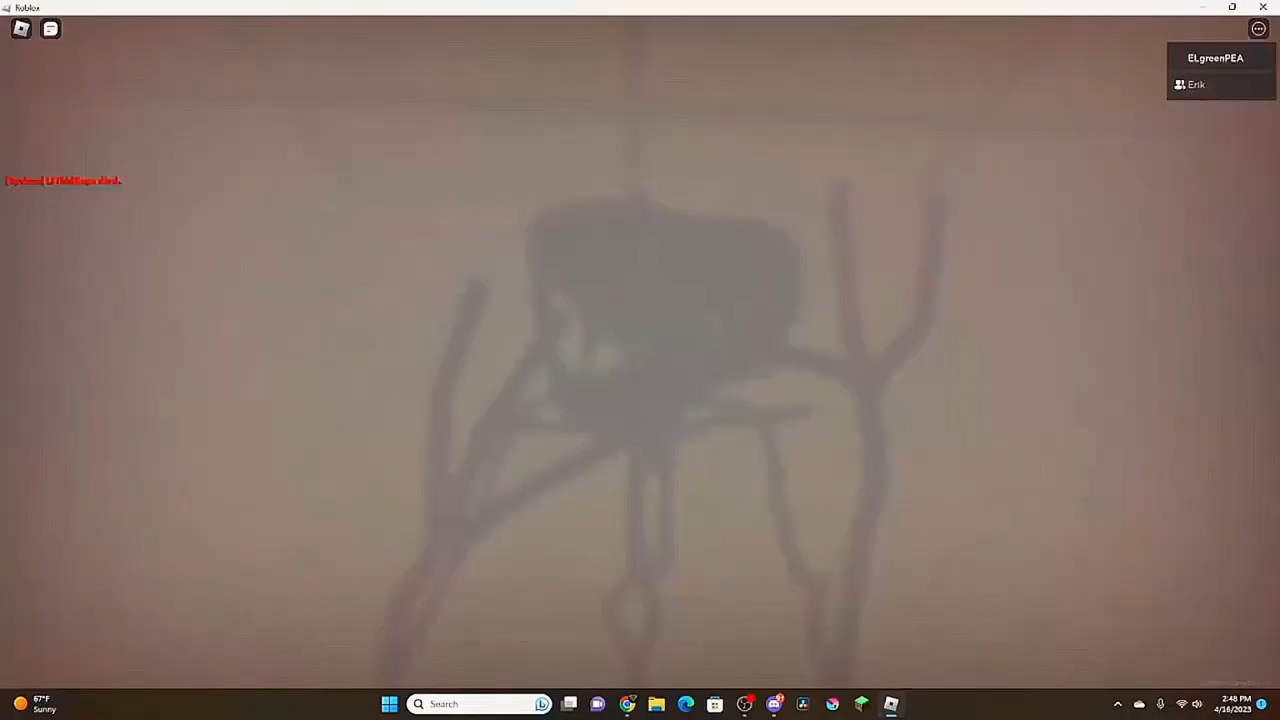 Roblox
ELgreenPEA
Erik
67°F
Sunny
Search
2:48 PM
4/16/2023